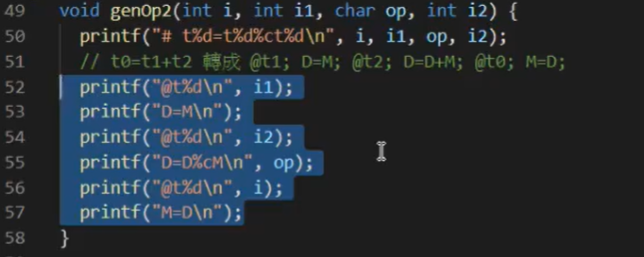 49 void genOp2(int i, int i1, char op, int i2) {
50 printf("# t%d=t%d%ct%d\n", i, i1, op, i2);
51 // t0=t1+t2 轉成 @t1; D=M; @t2; D=D+M; @t0; M=D;
52 printf("@t%d\n", i1);
53 printf("D=M\n");
54 printf("@t%d\n", i2);
55 printf("D=D%cM\n", op);
56 printf("@t%d\n", i);
57 printf("M=D\n");
58 }